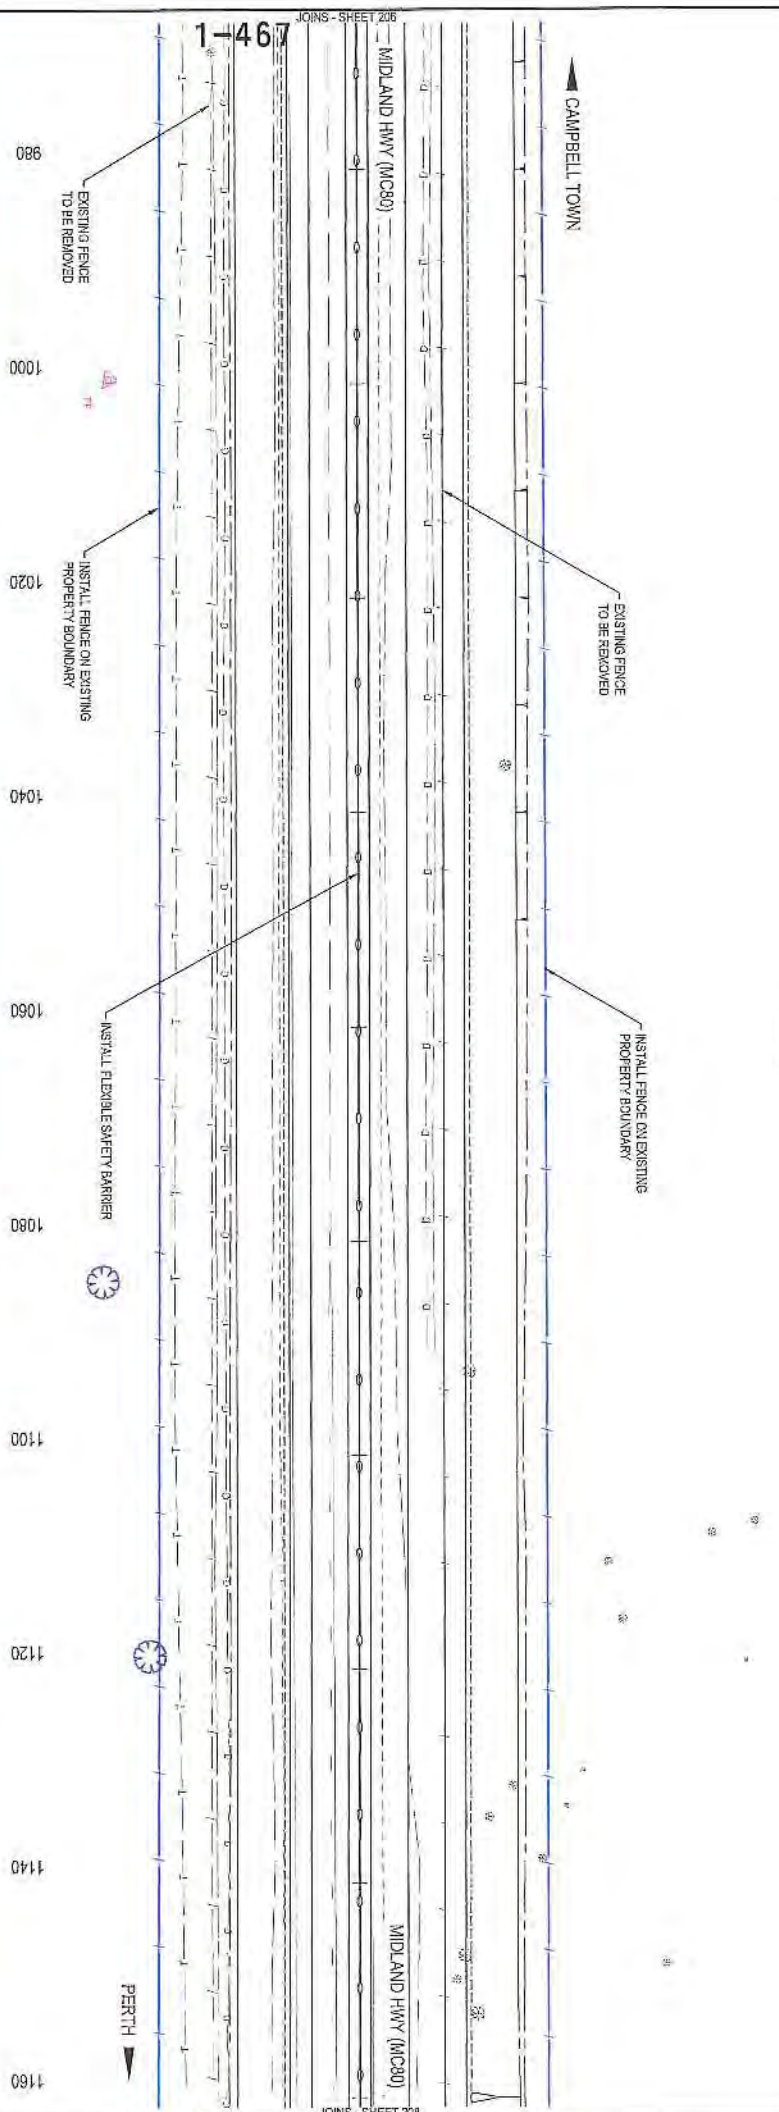 JOINS - SHEET 206
1-467
MIDLAND HWY (MC80)
CAMPBELL TOWN
EXISTING FENCE
TO BE REMOVED
INSTALL FENCE ON EXISTING
PROPERTY BOUNDARY
EXISTING FENCE
TO BE REMOVED
INSTALL FLEXIBLE SAFETY BARRIER
INSTALL FENCE ON EXISTING
PROPERTY BOUNDARY
MIDLAND HWY (MC80)
PERTH
980
1000
1020
1040
1060
1080
1100
1120
1140
1160
JOINS - SHEET